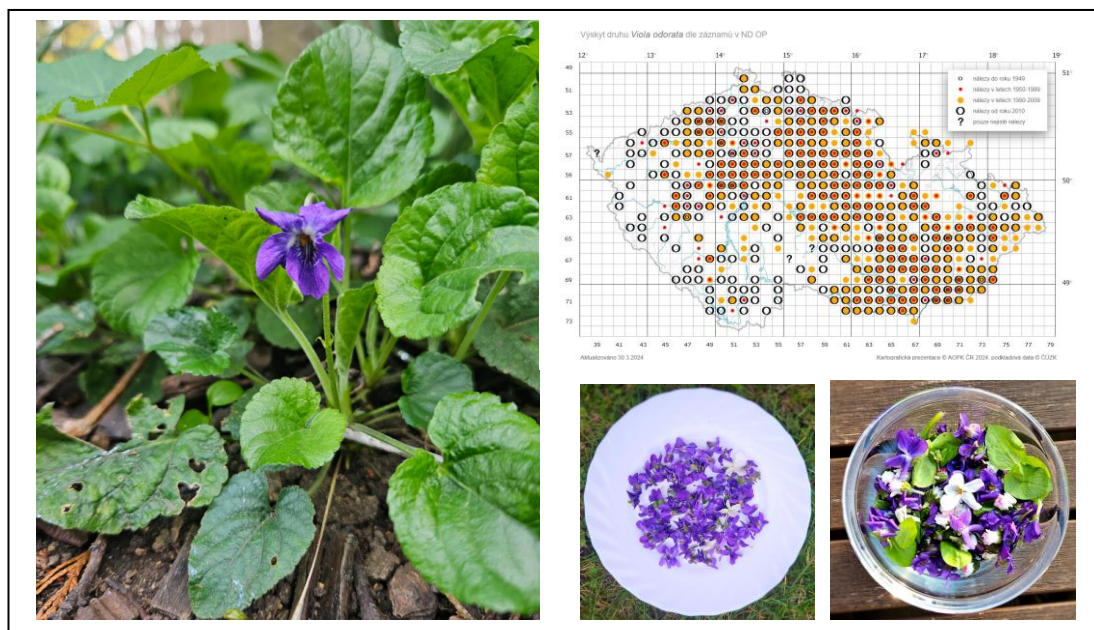 Výskyt druhu Viola odorata dle záznamů v ND OP
12° 13° 14° 15° 16° 17° 18°
49
51°
51
nálezy do roku 1949
nálezy v letech 1950-1989
53
nálezy v letech 1990-2009
nálezy od roku 2010
55
? pouze nejisté nálezy
57
?
59
50°
61
63
65
?
67
?
69
49°
71
73
39 41 43 45 47 49 51 53 55 57 59 61 63 65 67 69 71 73 75 77 79
Aktualizováno 30.3.2024
Kartografická prezentace © AOPK ČR 2024, podkladová data © ČÚZK